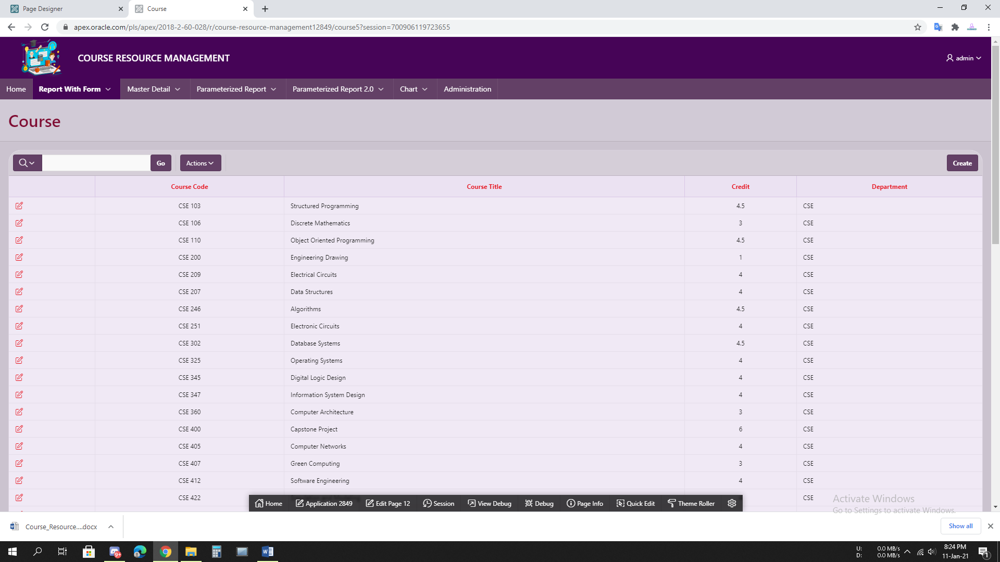 Page Designer
Course
apex.oracle.com/pls/apex/2018-2-60-028/r/course-resource-management12849/course5?session=700906119723655
COURSE RESOURCE MANAGEMENT
admin
Home Report With Form Master Detail Parameterized Report Parameterized Report 2.0 Chart Administration
Course
Go Actions Create
Course Code Course Title Credit Department
CSE 103 Structured Programming 4.5 CSE
CSE 106 Discrete Mathematics 3 CSE
CSE 110 Object Oriented Programming 4.5 CSE
CSE 200 Engineering Drawing 1 CSE
CSE 209 Electrical Circuits 4 CSE
CSE 207 Data Structures 4 CSE
CSE 246 Algorithms 4.5 CSE
CSE 251 Electronic Circuits 4 CSE
CSE 302 Database Systems 4.5 CSE
CSE 325 Operating Systems 4 CSE
CSE 345 Digital Logic Design 4 CSE
CSE 347 Information System Design 4 CSE
CSE 360 Computer Architecture 3 CSE
CSE 400 Capstone Project 6 CSE
CSE 405 Computer Networks 4 CSE
CSE 407 Green Computing 3 CSE
CSE 412 Software Engineering 4 CSE
CSE 422 CSE
Home Application 2849 Edit Page 12 Session View Debug Debug Page Info Quick Edit Theme Roller
Activate Windows
Go to Settings to activate Windows.
Course_Resource....docx
Show all
9+
U: 0.0 MB/s
D: 0.0 MB/s
8:24 PM
11-Jan-21
1